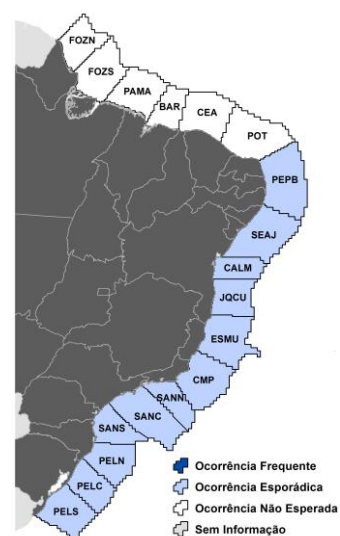 FOZN
FOZS
PAMA
BAR
CEA
POT
PEPB
SEAJ
CALM
JQCU
ESMU
CMP
SANN
SANC
SANS
PELN
PELC
PELS
Ocorrência Frequente
Ocorrência Esporádica
Ocorrência Não Esperada
Sem Informação